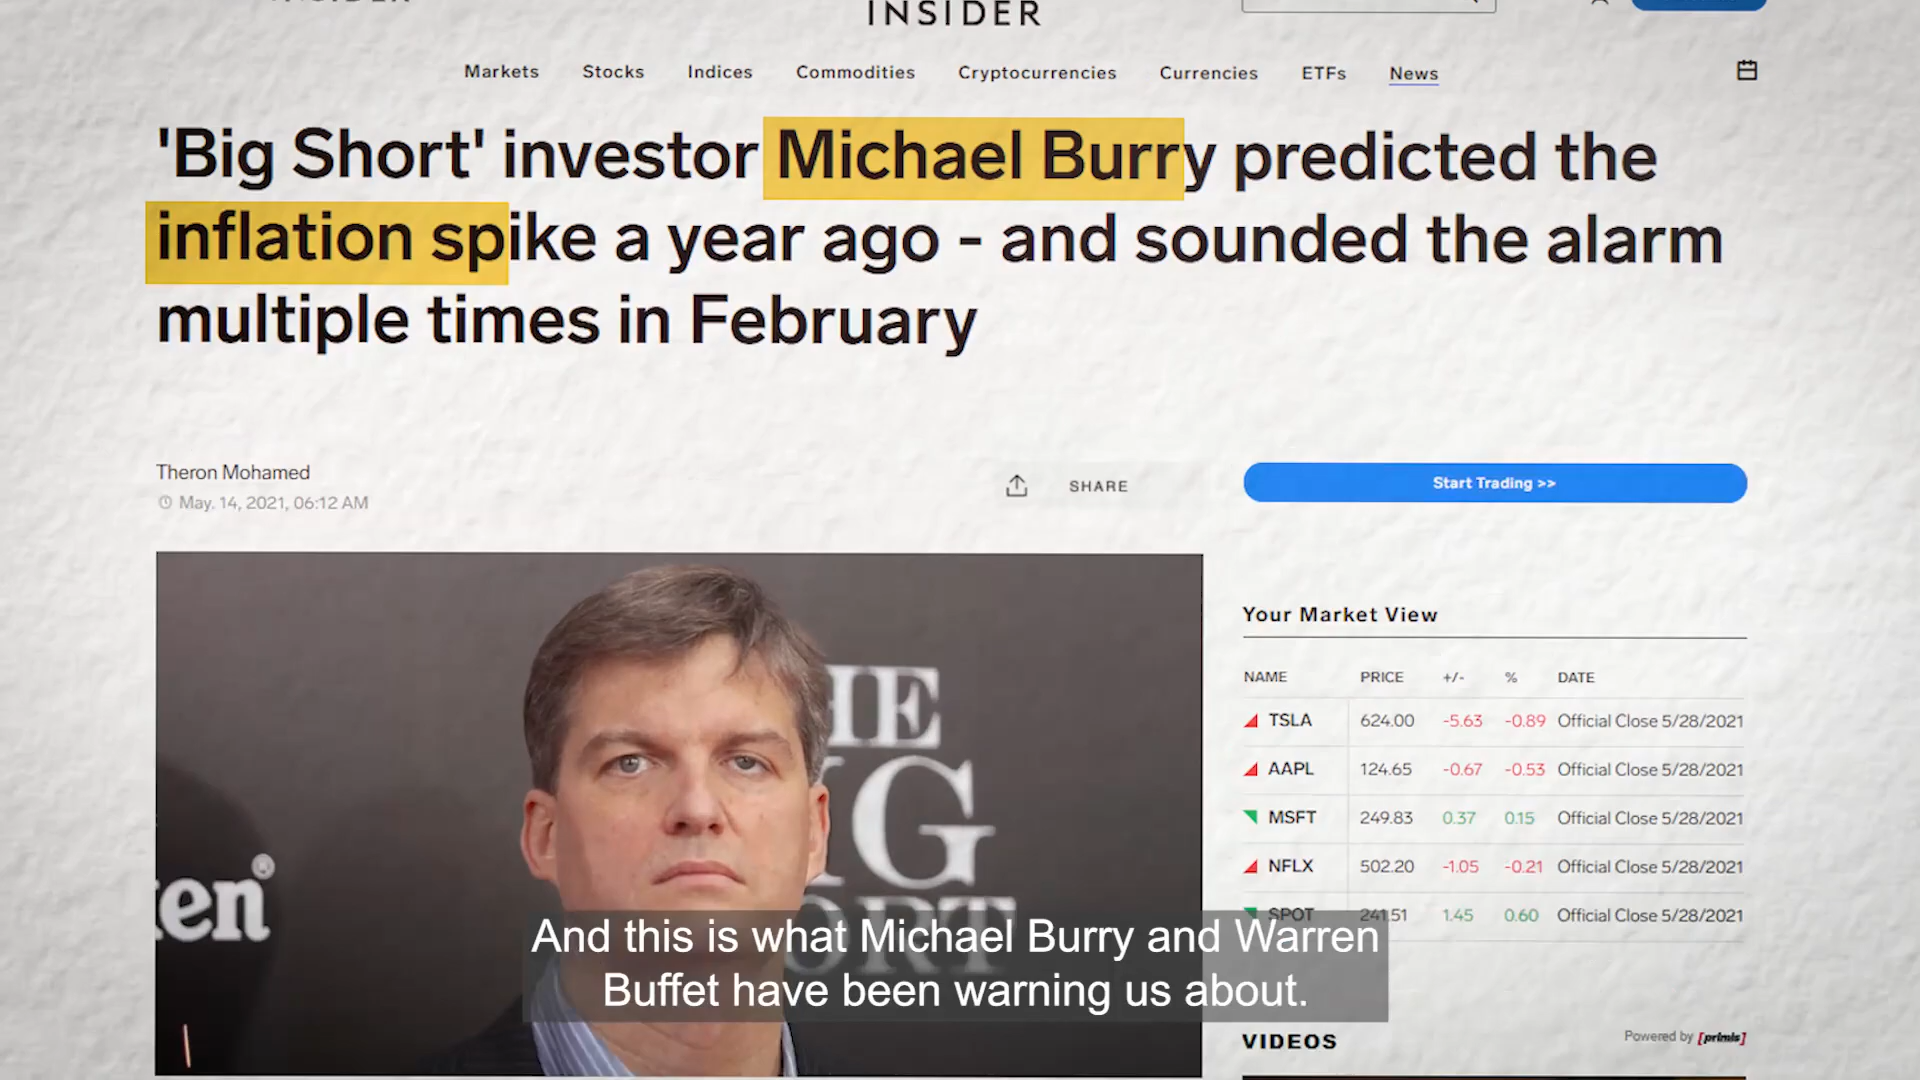 INSIDER
Markets Stocks Indices Commodities Cryptocurrencies Currencies ETFs News
'Big Short' investor Michael Burry predicted the
inflation spike a year ago - and sounded the alarm
multiple times in February
Theron Mohamed
May. 14, 2021, 06:12 AM
SHARE
Start Trading >>
Your Market View
NAME PRICE +/- % DATE
TSLA 624.00 -5.63 -0.89 Official Close 5/28/2021
AAPL 124.65 -0.67 -0.53 Official Close 5/28/2021
MSFT 249.83 0.37 0.15 Official Close 5/28/2021
NFLX 502.20 -1.05 -0.21 Official Close 5/28/2021
SPOT 241.51 1.45 0.60 Official Close 5/28/2021
HE
G
ORT
en®
And this is what Michael Burry and Warren
Buffet have been warning us about.
VIDEOS
Powered by [primis]